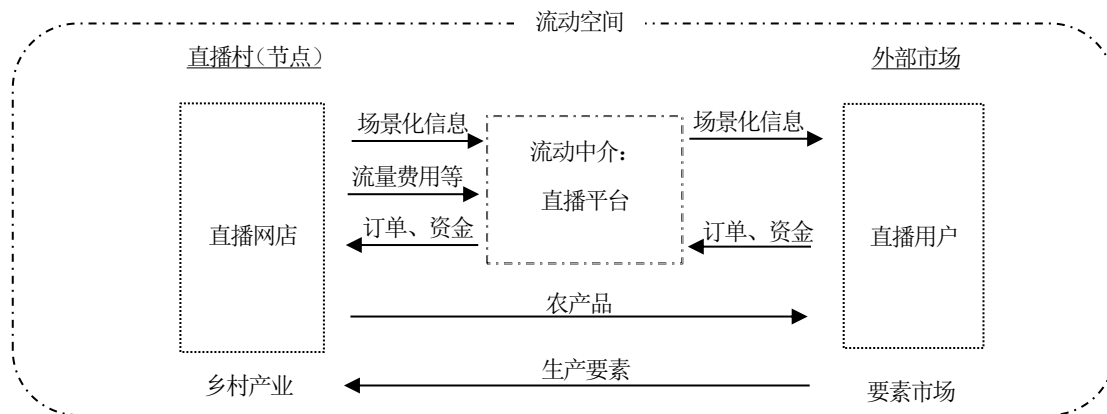 流动空间
直播村（节点）
外部市场
场景化信息
场景化信息
流动中介：
流量费用等
直播平台
订单、资金
订单、资金
直播网店
直播用户
农产品
生产要素
乡村产业
要素市场